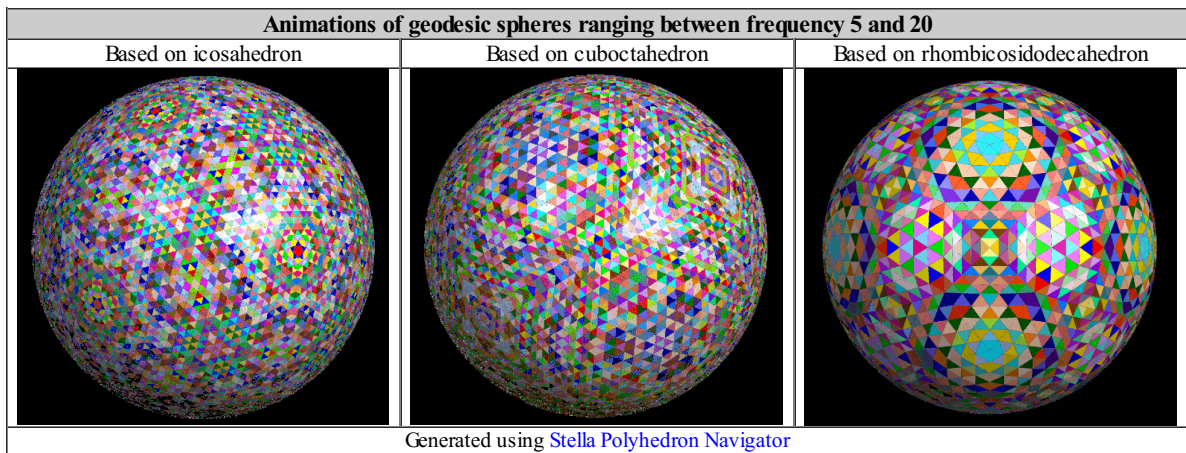 Animations of geodesic spheres ranging between frequency 5 and 20
Based on icosahedron
Based on cuboctahedron
Based on rhombicosidodecahedron
Generated using Stella Polyhedron Navigator